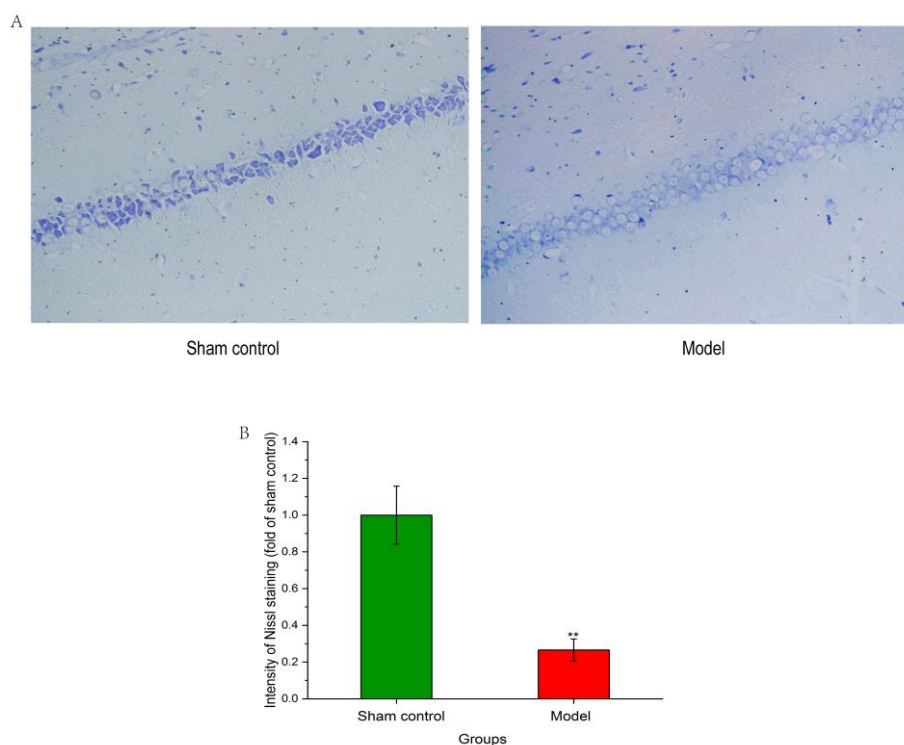 A
Sham control
Model
B
Intensity of Nissl staining (fold of sham control)
1.4
1.2
1.0
0.8
0.6
0.4
0.2
0.0
**
Sham control
Model
Groups